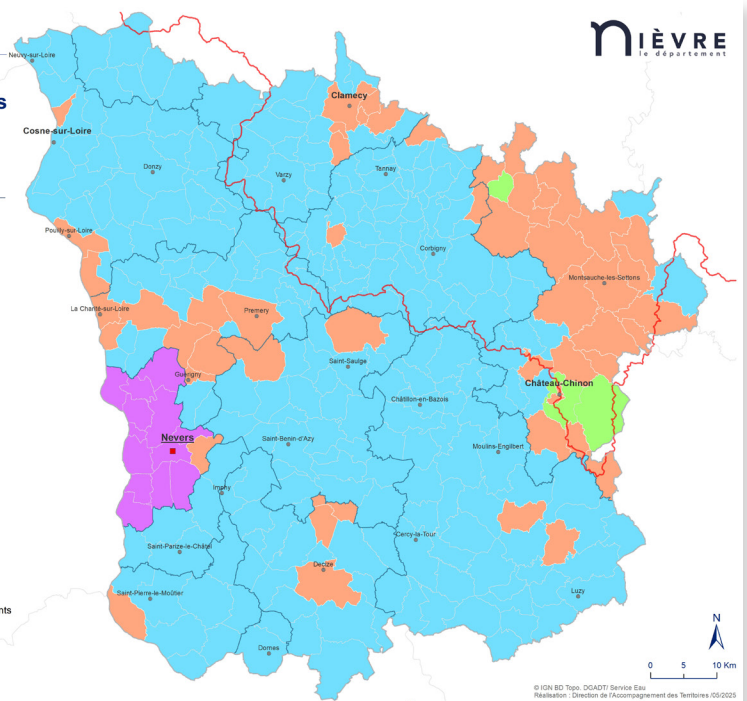 NIÈVRE
le département
s
Neuvy-sur-Loire
Clamecy
Cosne-sur-Loire
Donzy
Varzy
Tannay
Pouilly-sur-Loire
Corbigny
Montsauche-les-Settons
La Charité-sur-Loire
Prémery
Saint-Saulge
Guérigny
Château-Chinon
Châtillon-en-Bazois
Nevers
Saint-Benin-d'Azy
Moulins-Engilbert
Imphy
Cercy-la-Tour
Saint-Parize-le-Châtel
Decize
Saint-Pierre-le-Moûtier
Luzy
nts
Dornes
N
0 5 10 Km
© IGN BD Topo. DGADT/ Service Eau
Réalisation : Direction de l'Accompagnement des Territoires /05/2025